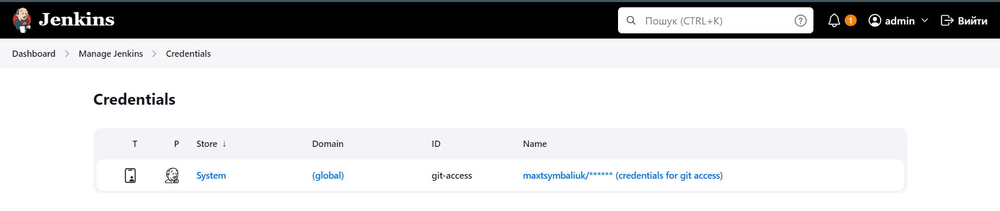 Jenkins Пошук (CTRL+K) 1 admin Вийти
Dashboard Manage Jenkins Credentials
Credentials
T P Store ↓ Domain ID Name
System (global) git-access maxtsymbaliuk/****** (credentials for git access)